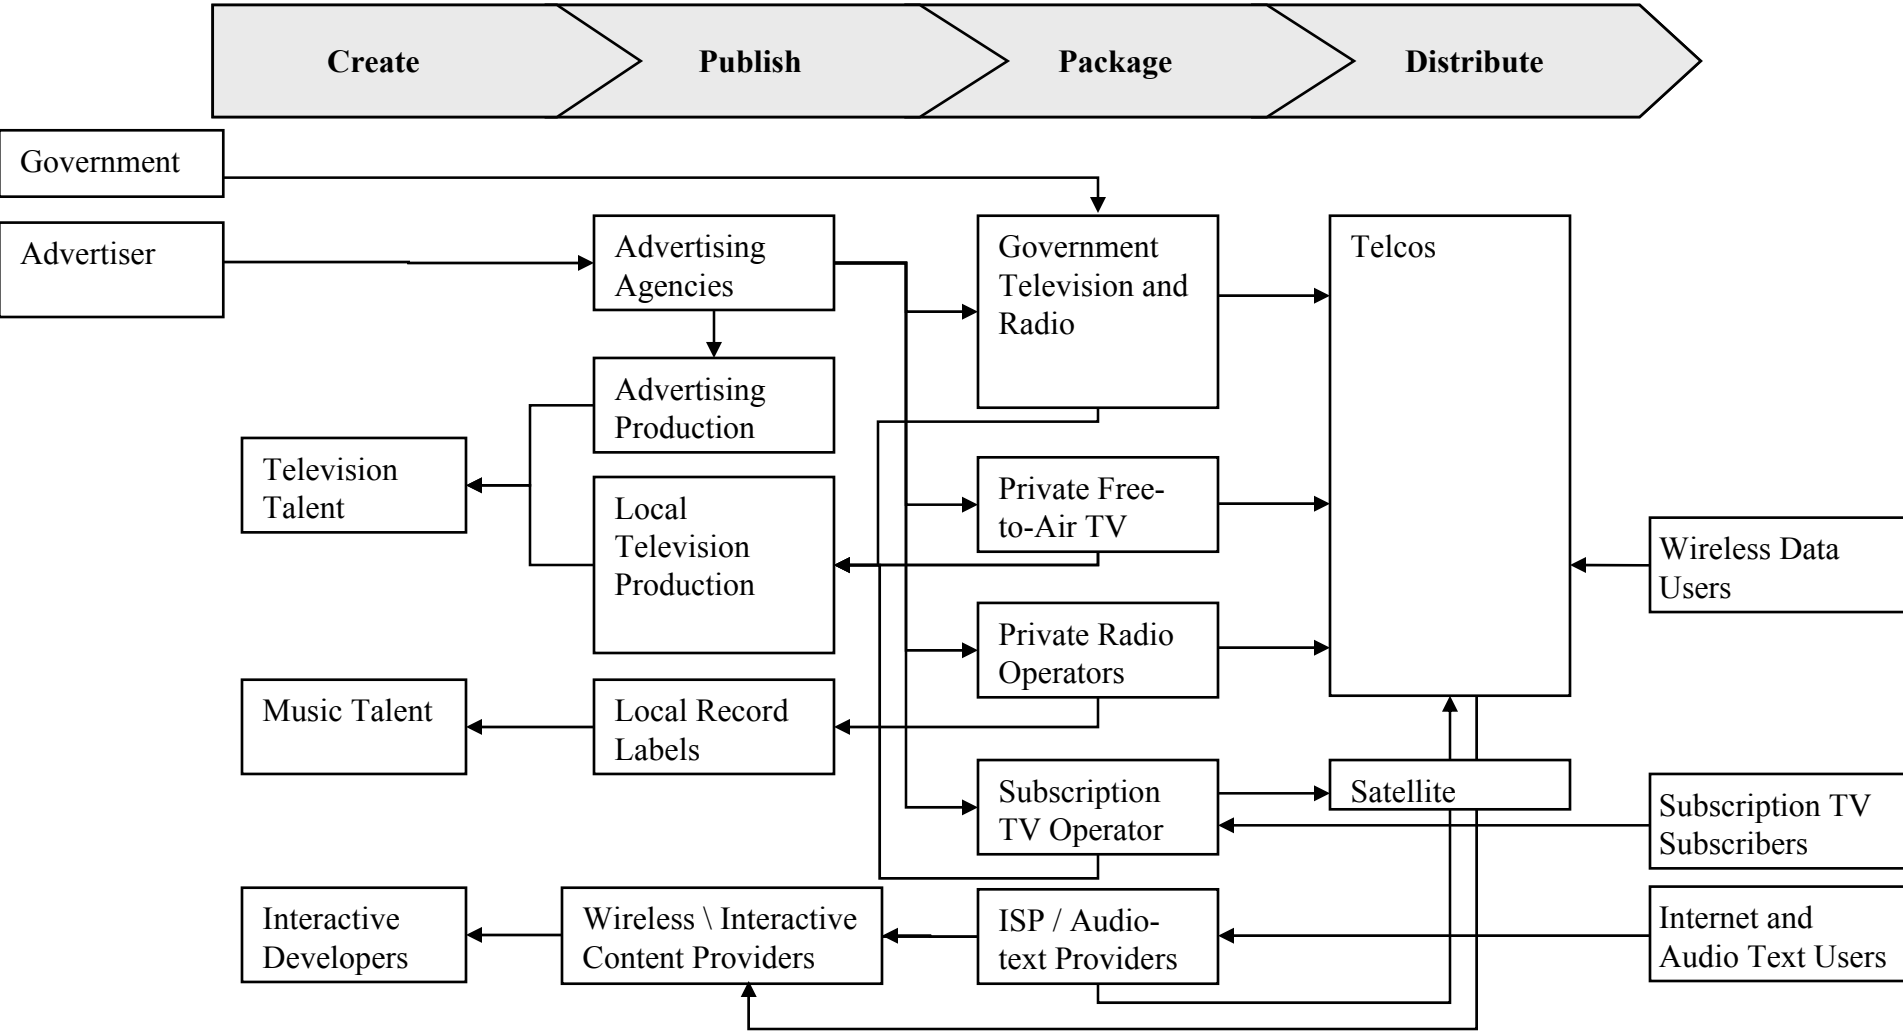 Create
Publish
Package
Distribute
Government
Advertiser
Advertising
Agencies
Government
Television and
Radio
Telcos
Advertising
Production
Television
Talent
Local
Television
Production
Private Free-
to-Air TV
Wireless Data
Users
Private Radio
Operators
Music Talent
Local Record
Labels
Subscription
TV Operator
Satellite
Subscription TV
Subscribers
Interactive
Developers
Wireless \ Interactive
Content Providers
ISP / Audio-
text Providers
Internet and
Audio Text Users